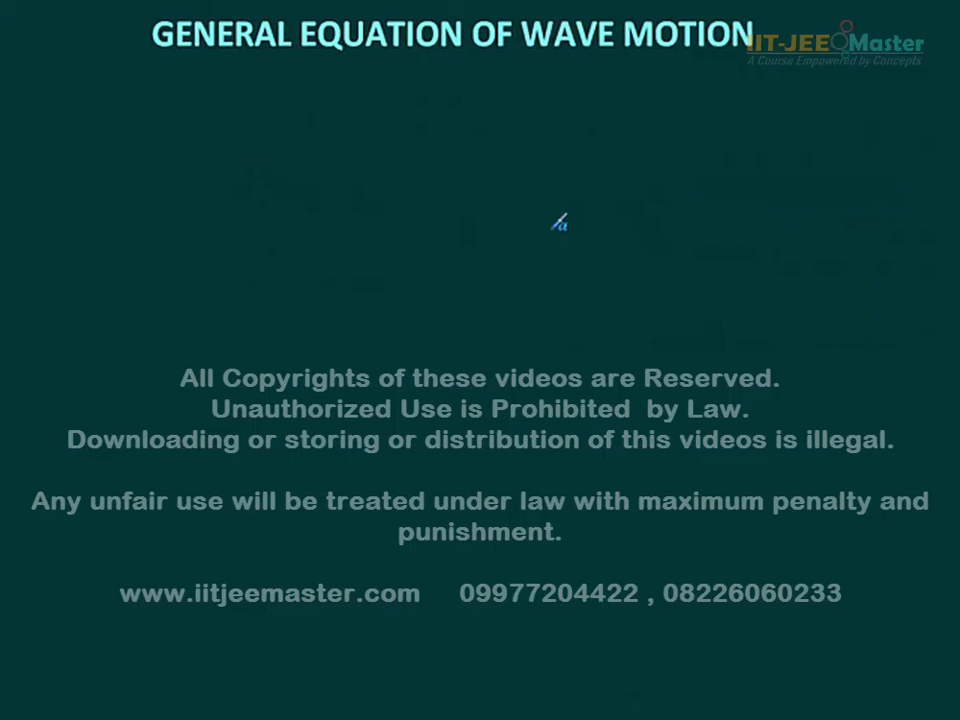 GENERAL EQUATION OF WAVE MOTION
IIT-JEE Master
A Course Empowered by Concepts
a
All Copyrights of these videos are Reserved.
Unauthorized Use is Prohibited by Law.
Downloading or storing or distribution of this videos is illegal.
Any unfair use will be treated under law with maximum penalty and
punishment.
www.iitjeemaster.com 09977204422 , 08226060233